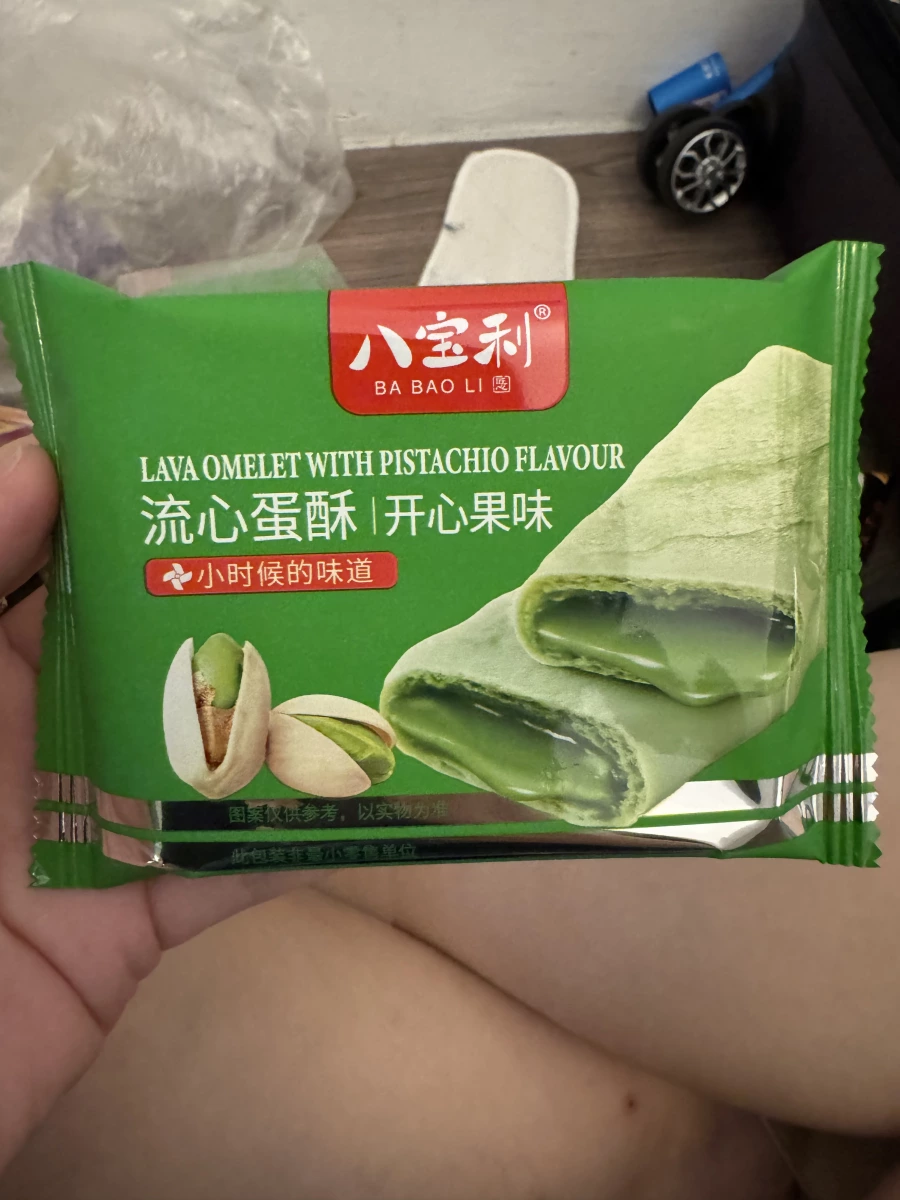 八宝利®
BA BAO LI
LAVA OMELET WITH PISTACHIO FLAVOUR
流心蛋酥|开心果味
小时候的味道
图案仅供参考，以实物为准
此包装非最小零售单位